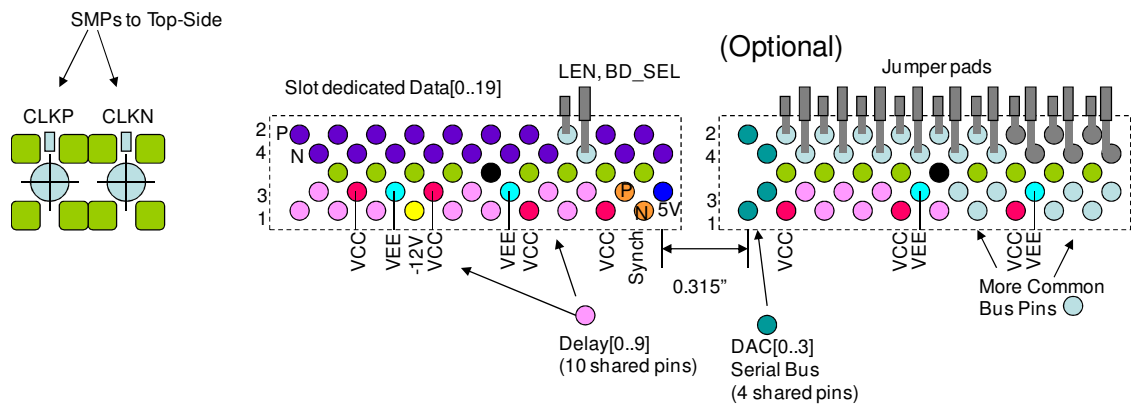 SMPs to Top-Side
CLKP
CLKN
(Optional)
LEN, BD_SEL
Slot dedicated Data[0..19]
Jumper pads
2
P
4
N
3
1
P
N
5V
2
4
3
1
VCC
VEE
-12V
VCC
VEE
VCC
VCC
Synch
0.315”
VCC
VCC
VEE
VCC
VEE
More Common
Bus Pins
Delay[0..9]
(10 shared pins)
DAC[0..3]
Serial Bus
(4 shared pins)